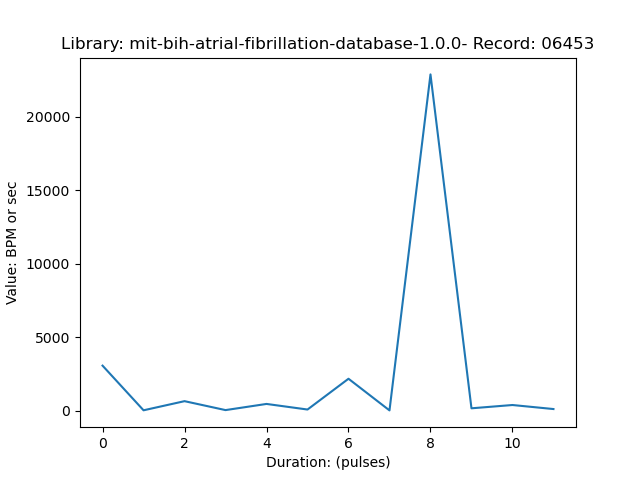 Library: mit-bih-atrial-fibrillation-database-1.0.0- Record: 06453
20000
15000
10000
5000
0
Value: BPM or sec
0 2 4 6 8 10
Duration: (pulses)